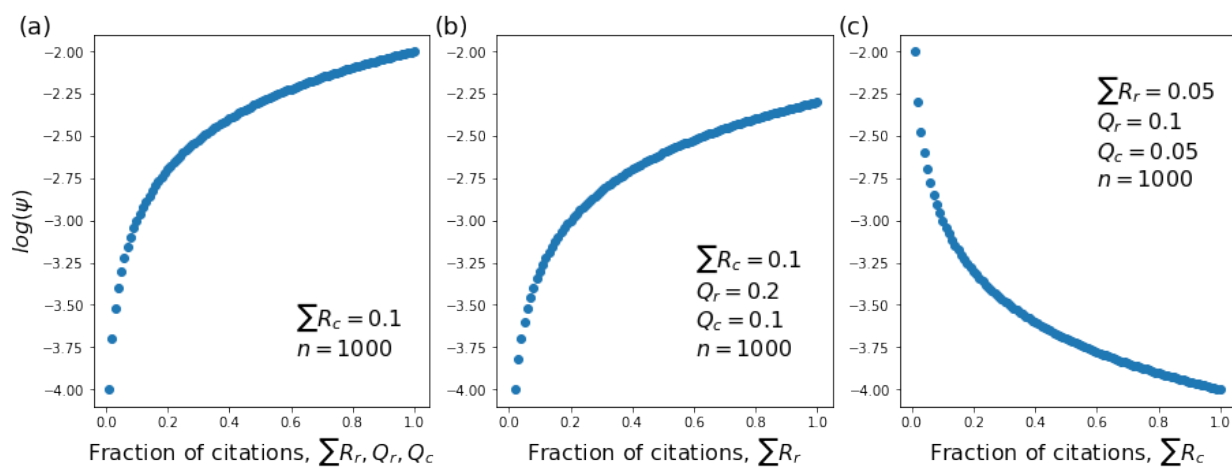 (a)
(b)
(c)
log(ψ)
−2.00
−2.25
−2.50
−2.75
−3.00
−3.25
−3.50
−3.75
−4.00
∑R_c = 0.1
n = 1000
0.0 0.2 0.4 0.6 0.8 1.0
Fraction of citations, ∑R_r, Q_r, Q_c
−2.00
−2.25
−2.50
−2.75
−3.00
−3.25
−3.50
−3.75
−4.00
∑R_c = 0.1
Q_r = 0.2
Q_c = 0.1
n = 1000
0.0 0.2 0.4 0.6 0.8 1.0
Fraction of citations, ∑R_r
−2.00
−2.25
−2.50
−2.75
−3.00
−3.25
−3.50
−3.75
−4.00
∑R_r = 0.05
Q_r = 0.1
Q_c = 0.05
n = 1000
0.0 0.2 0.4 0.6 0.8 1.0
Fraction of citations, ∑R_c